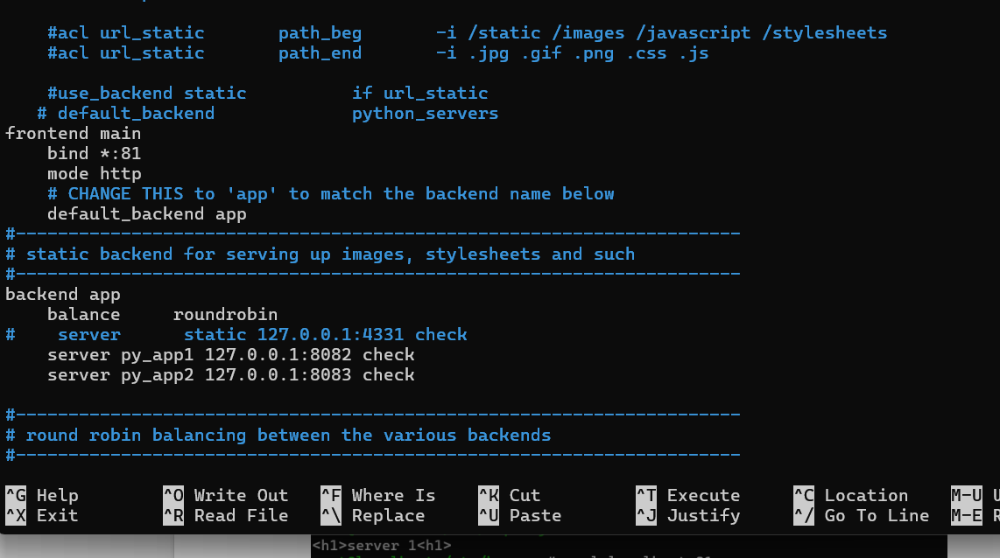 #acl url_static       path_beg       -i /static /images /javascript /stylesheets
#acl url_static       path_end       -i .jpg .gif .png .css .js
#use_backend static          if url_static
# default_backend             python_servers
frontend main
bind *:81
mode http
# CHANGE THIS to 'app' to match the backend name below
default_backend app
#---------------------------------------------------------------------
# static backend for serving up images, stylesheets and such
#---------------------------------------------------------------------
backend app
balance     roundrobin
#    server      static 127.0.0.1:4331 check
server py_app1 127.0.0.1:8082 check
server py_app2 127.0.0.1:8083 check
#---------------------------------------------------------------------
# round robin balancing between the various backends
#---------------------------------------------------------------------
^G Help ^O Write Out ^F Where Is ^K Cut ^T Execute ^C Location M-U
^X Exit ^R Read File ^\ Replace ^U Paste ^J Justify ^/ Go To Line M-E
<h1>server 1<h1>